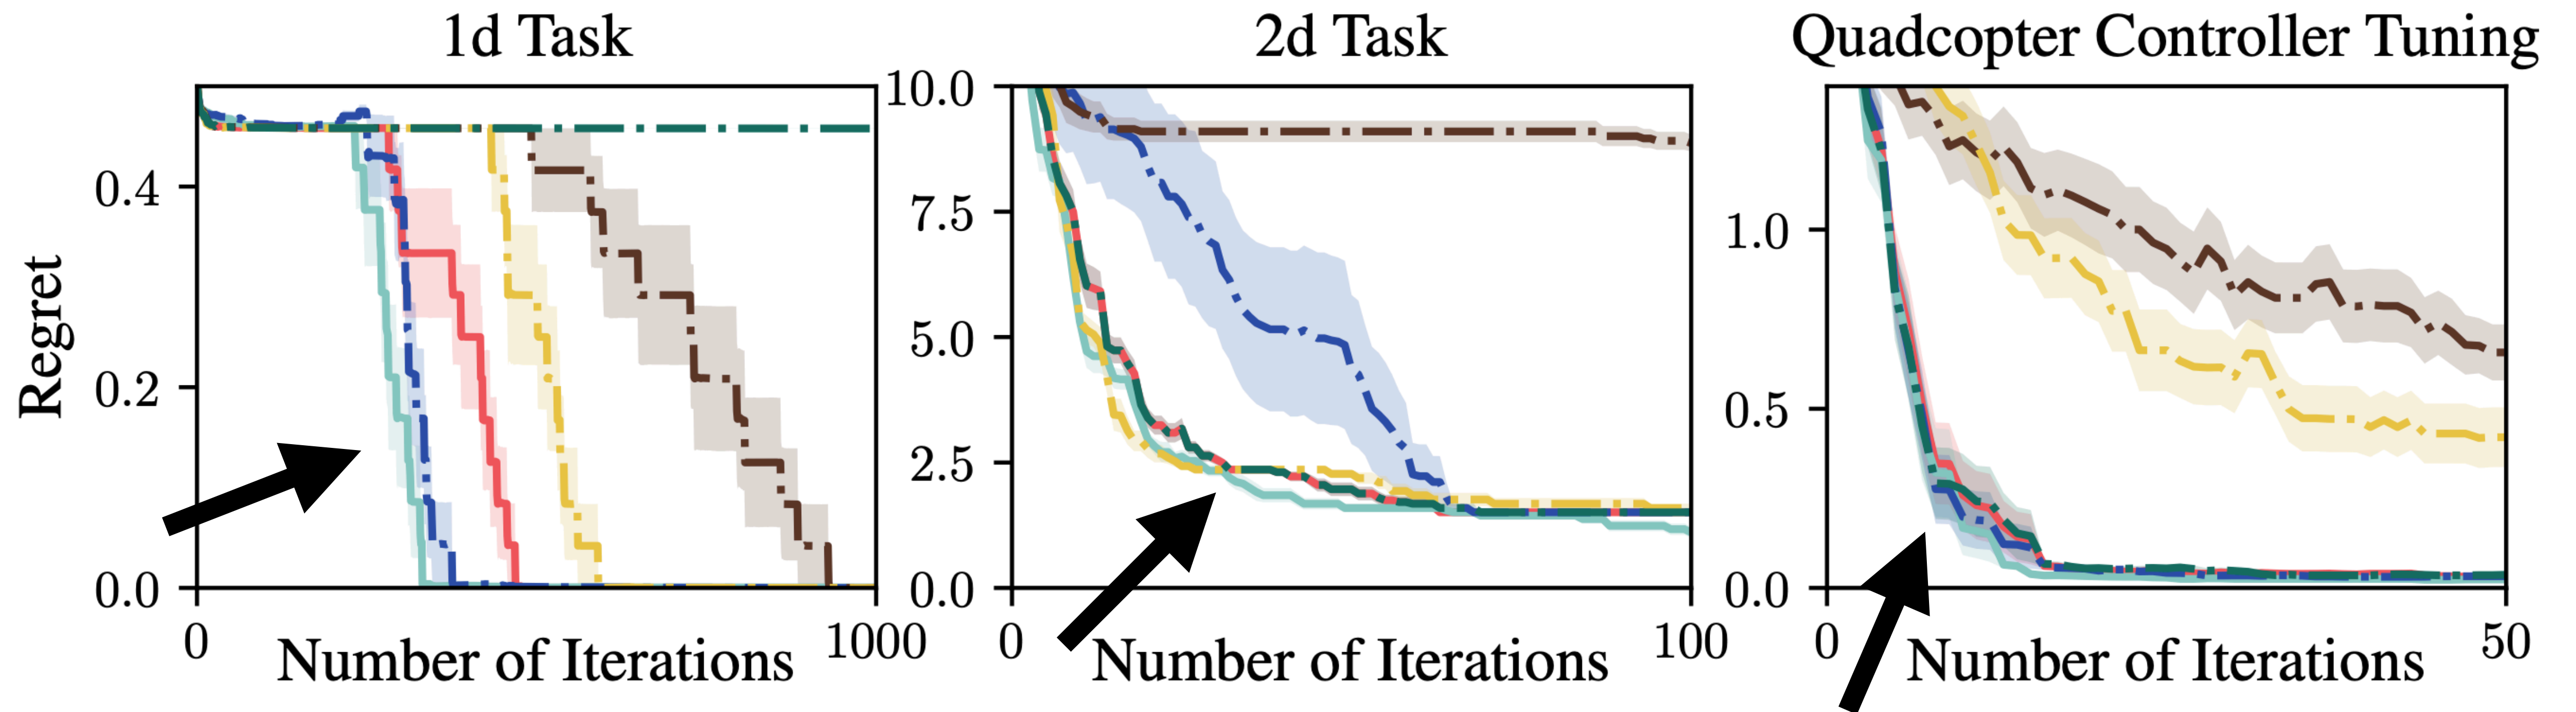 1d Task
2d Task
Quadcopter Controller Tuning
Regret
0.4
0.2
0.0
0
1000
Number of Iterations
10.0
7.5
5.0
2.5
0.0
0
100
Number of Iterations
1.0
0.5
0.0
0
50
Number of Iterations